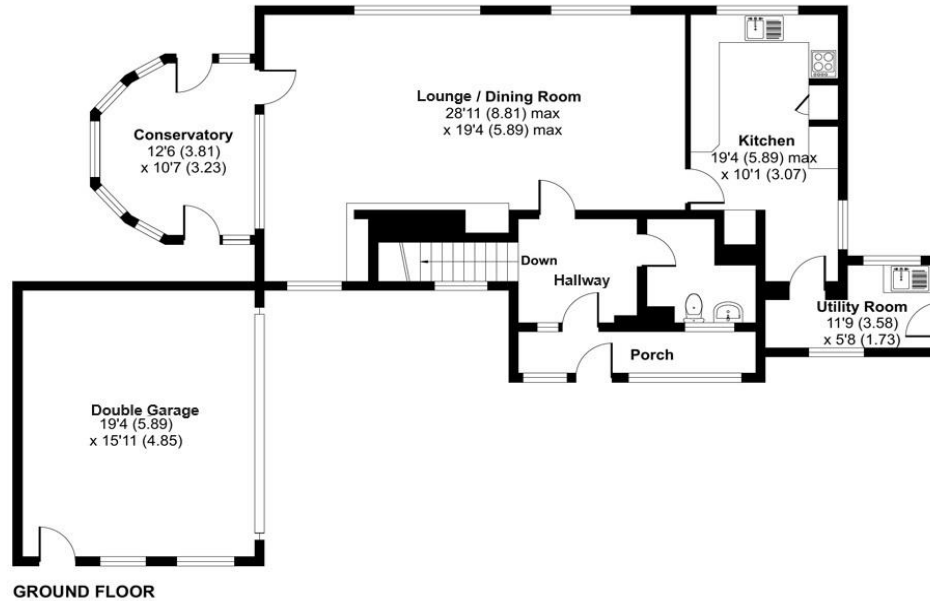 Lounge / Dining Room
28'11 (8.81) max
x 19'4 (5.89) max
Conservatory
12'6 (3.81)
x 10'7 (3.23)
Kitchen
19'4 (5.89) max
x 10'1 (3.07)
Down
Hallway
Utility Room
11'9 (3.58)
x 5'8 (1.73)
Porch
Double Garage
19'4 (5.89)
x 15'11 (4.85)
GROUND FLOOR